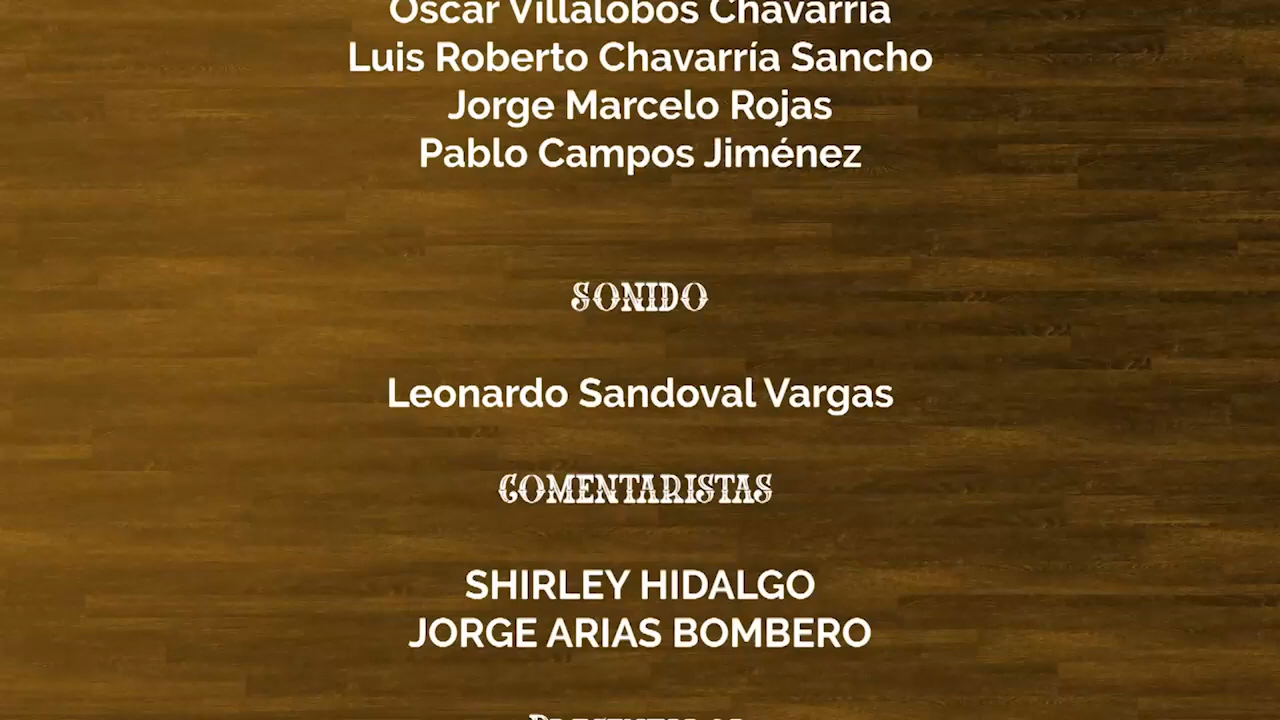 Oscar Villalobos Chavarría
Luis Roberto Chavarría Sancho
Jorge Marcelo Rojas
Pablo Campos Jiménez
SONIDO
Leonardo Sandoval Vargas
COMENTARISTAS
SHIRLEY HIDALGO
JORGE ARIAS BOMBERO